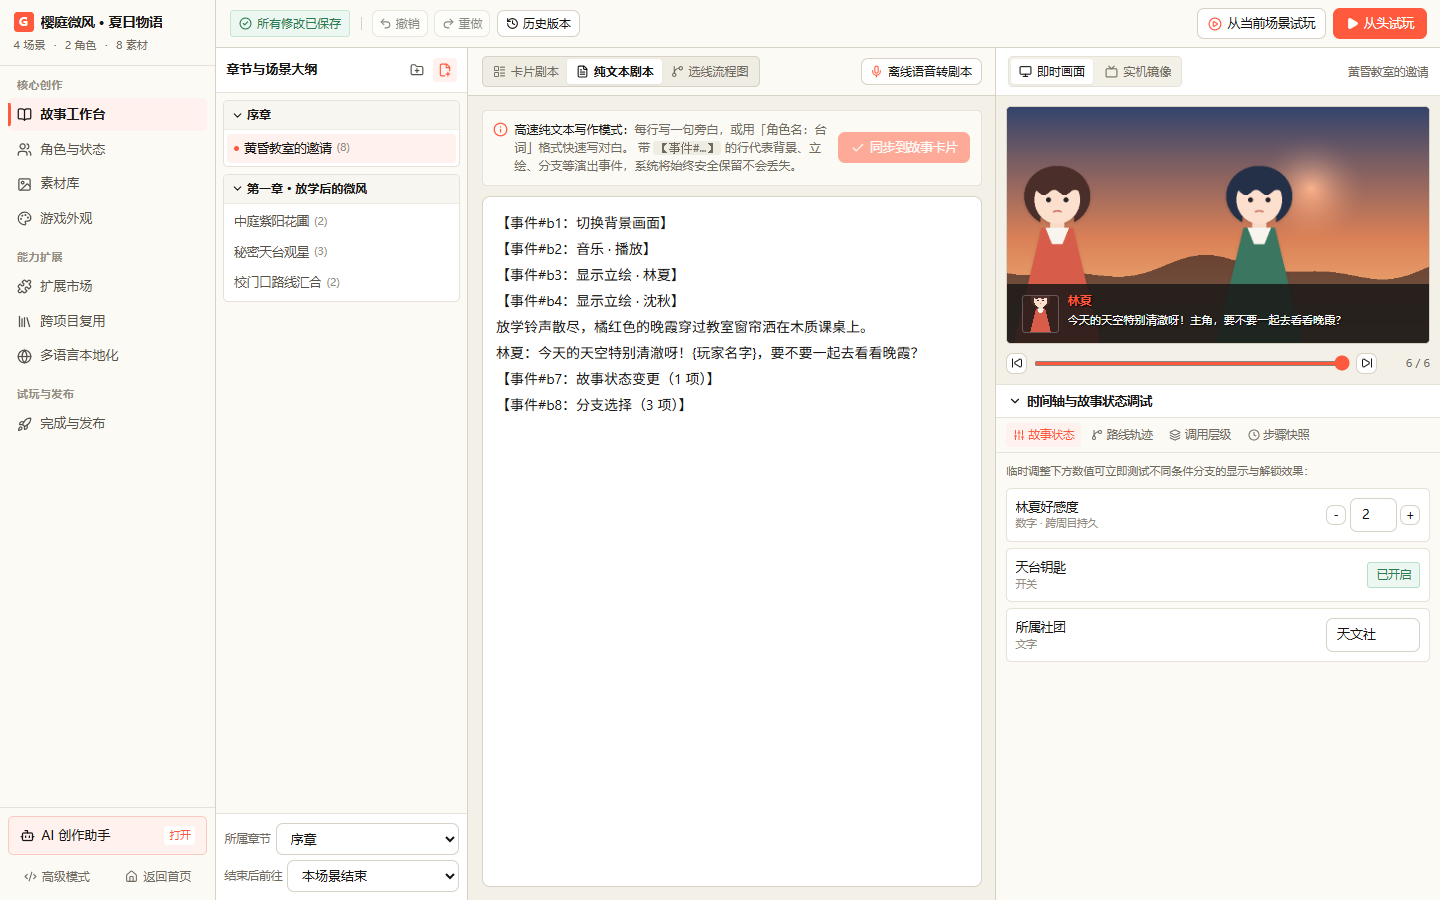 G 樱庭微风 • 夏日物语
4 场景 · 2 角色 · 8 素材
核心创作
故事工作台
角色与状态
素材库
游戏外观
能力扩展
扩展市场
跨项目复用
多语言本地化
试玩与发布
完成与发布
AI 创作助手 打开
高级模式 返回首页
所有修改已保存 撤销 重做 历史版本 从当前场景试玩 从头试玩
章节与场景大纲
序章
黄昏教室的邀请 (8)
第一章 • 放学后的微风
中庭紫阳花圃 (2)
秘密天台观星 (3)
校门口路线汇合 (2)
所属章节 序章
结束后前往 本场景结束
卡片剧本 纯文本剧本 选线流程图 离线语音转剧本
高速纯文本写作模式：每行写一句旁白，或用「角色名：台
词」格式快速写对白。 带 【事件#…】 的行代表背景、立
绘、分支等演出事件，系统将始终安全保留不会丢失。
同步到故事卡片
【事件#b1：切换背景画面】
【事件#b2：音乐 · 播放】
【事件#b3：显示立绘 · 林夏】
【事件#b4：显示立绘 · 沈秋】
放学铃声散尽，橘红色的晚霞穿过教室窗帘洒在木质课桌上。
林夏：今天的天空特别清澈呀！{玩家名字}，要不要一起去看看晚霞？
【事件#b7：故事状态变更（1 项）】
【事件#b8：分支选择（3 项）】
即时画面 实机镜像 黄昏教室的邀请
林夏
今天的天空特别清澈呀！主角，要不要一起去看看晚霞？
6 / 6
时间轴与故事状态调试
故事状态 路线轨迹 调用层级 步骤快照
临时调整下方数值可立即测试不同条件分支的显示与解锁效果：
林夏好感度
数字 · 跨周目持久
- 2 +
天台钥匙
开关
已开启
所属社团
文字
天文社